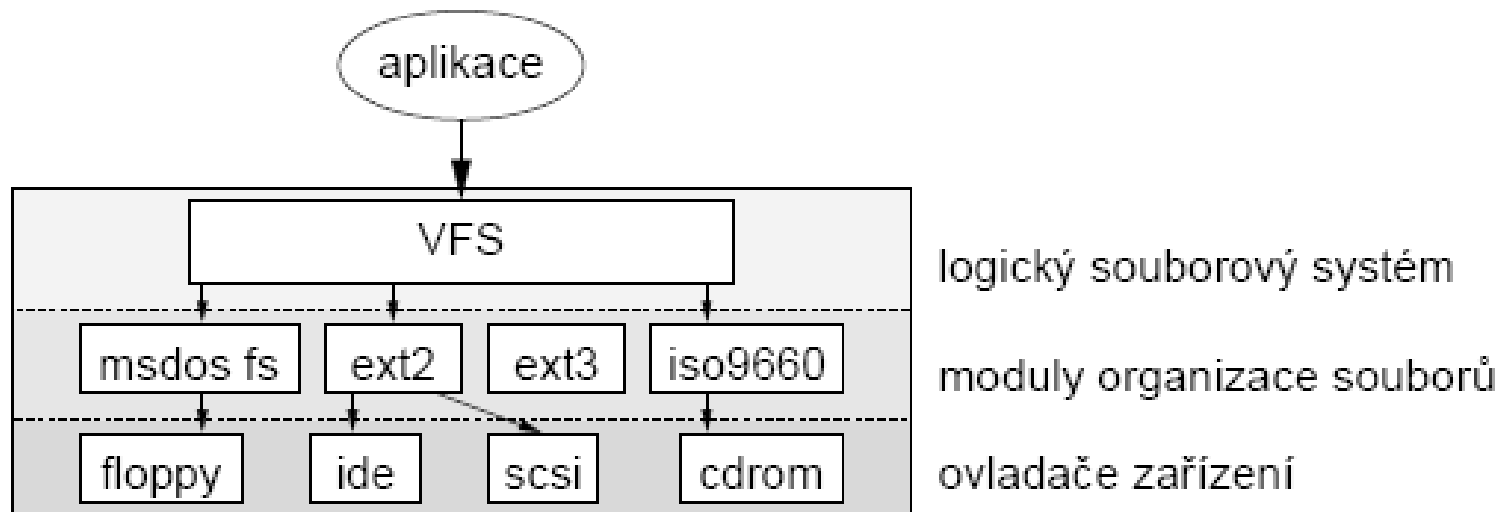 aplikace
VFS
logický souborový systém
msdos fs
ext2
ext3
iso9660
moduly organizace souborů
floppy
ide
scsi
cdrom
ovladače zařízení